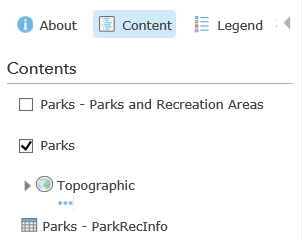 About Content Legend
Contents
Parks - Parks and Recreation Areas
Parks
Topographic
Parks - ParkRecInfo